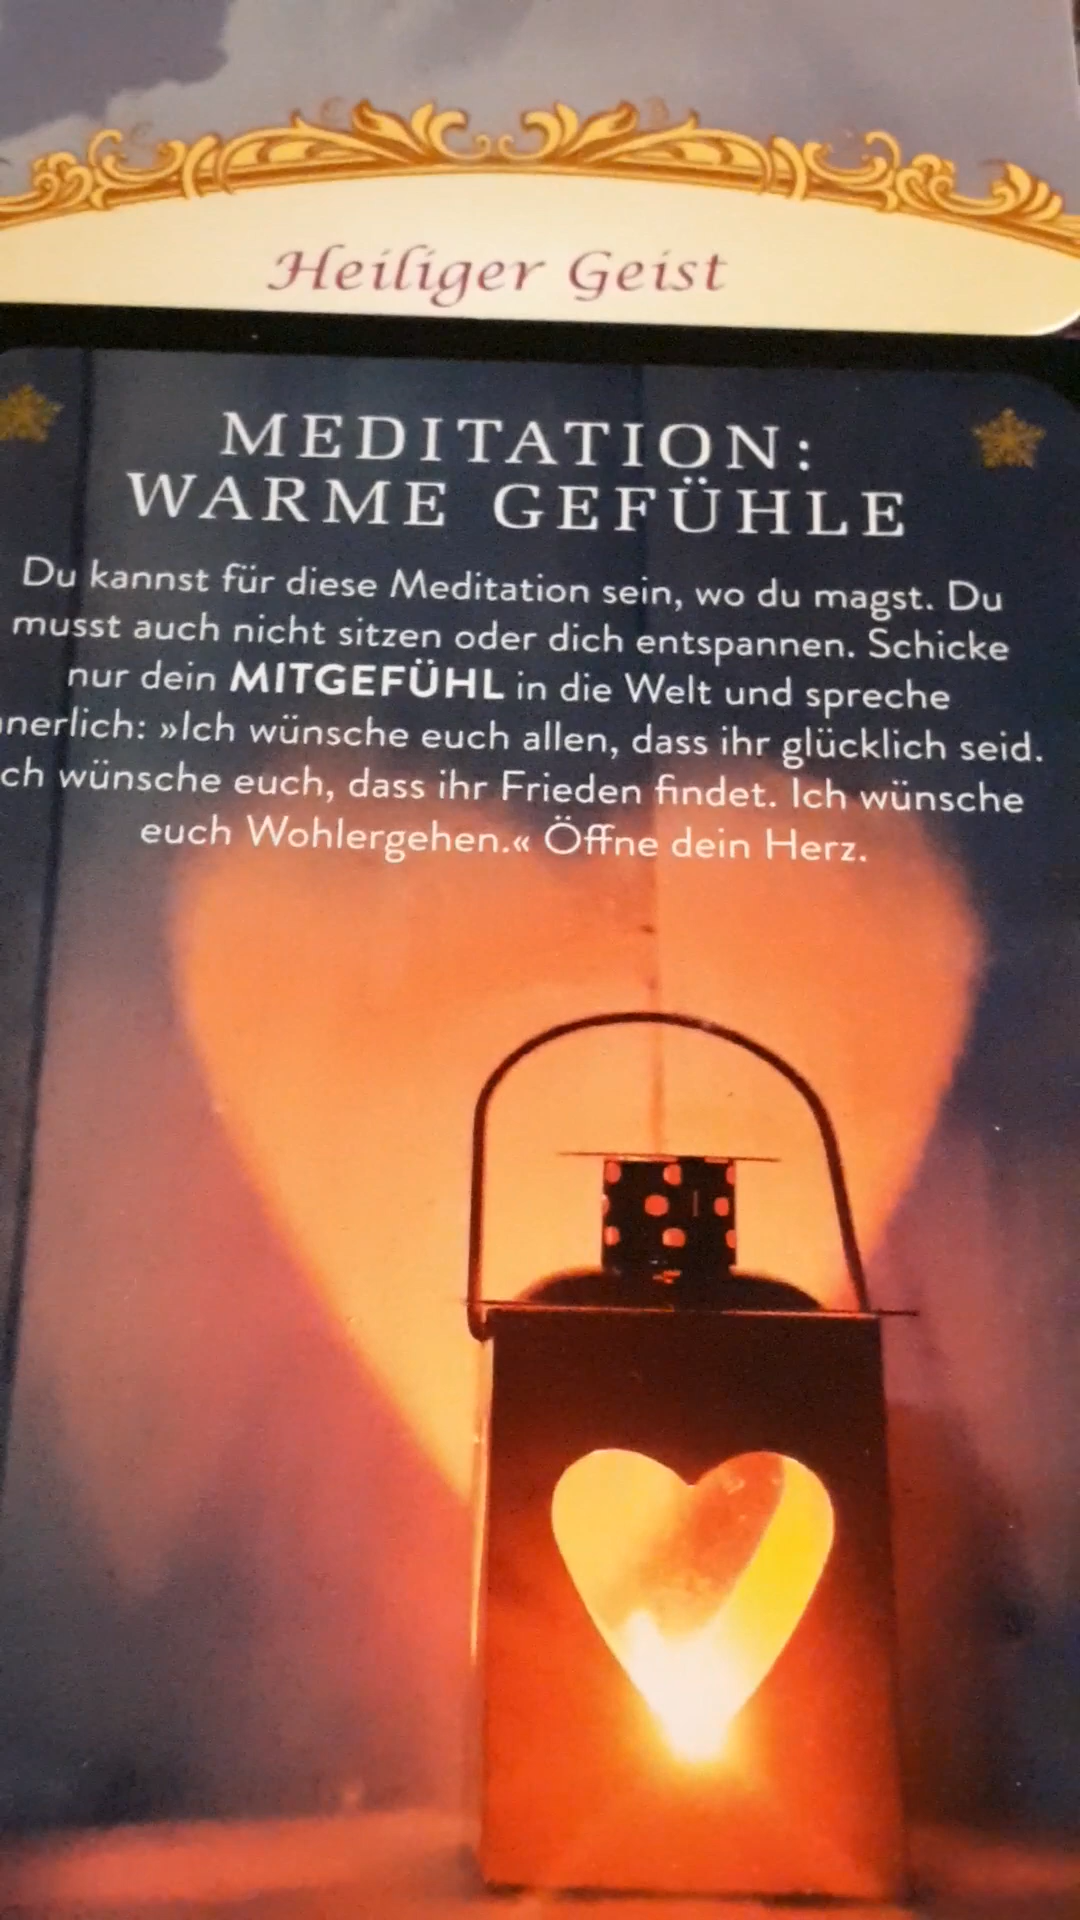 Heiliger Geist
MEDITATION:
WARME GEFÜHLE
Du kannst für diese Meditation sein, wo du magst. Du
musst auch nicht sitzen oder dich entspannen. Schicke
nur dein MITGEFÜHL in die Welt und spreche
nerlich: »Ich wünsche euch allen, dass ihr glücklich seid.
ch wünsche euch, dass ihr Frieden findet. Ich wünsche
euch Wohlergehen.« Öffne dein Herz.